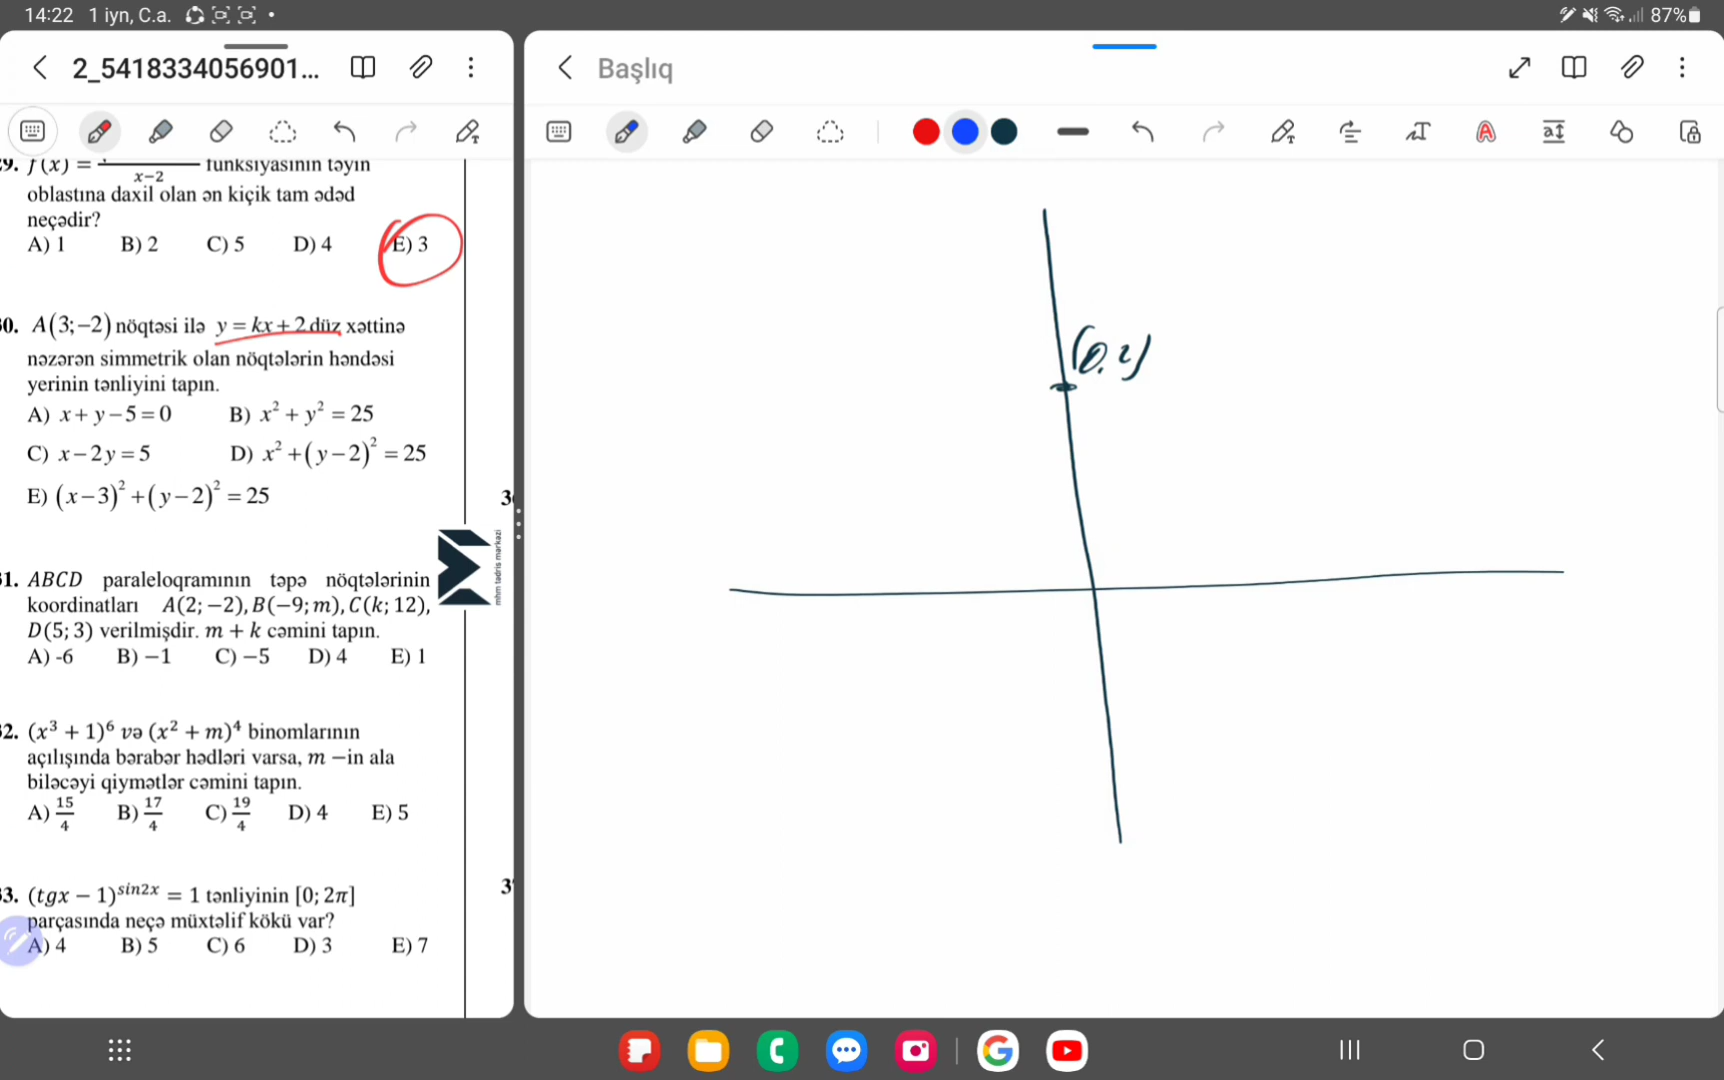 14:22 1 iyn, C.a.
87%
2_5418334056901...
29. f(x) = x−2 funksiyasının təyin
oblastına daxil olan ən kiçik tam ədəd
neçədir?
A) 1 B) 2 C) 5 D) 4 E) 3
30. A(3;−2) nöqtəsi ilə y = kx + 2 düz xəttinə
nəzərən simmetrik olan nöqtələrin həndəsi
yerinin tənliyini tapın.
A) x + y − 5 = 0 B) x² + y² = 25
C) x − 2y = 5 D) x² + (y − 2)² = 25
E) (x − 3)² + (y − 2)² = 25
31. ABCD paraleloqramının təpə nöqtələrinin
koordinatları A(2; −2), B(−9; m), C(k; 12),
D(5; 3) verilmişdir. m + k cəmini tapın.
A) -6 B) −1 C) −5 D) 4 E) 1
32. (x³ + 1)⁶ və (x² + m)⁴ binomlarının
açılışında bərabər hədləri varsa, m −in ala
biləcəyi qiymətlər cəmini tapın.
A) 15/4 B) 17/4 C) 19/4 D) 4 E) 5
33. (tgx − 1)^sin2x = 1 tənliyinin [0; 2π]
parçasında neçə müxtəlif kökü var?
A) 4 B) 5 C) 6 D) 3 E) 7
mhm tədris mərkəzi
Başlıq
(0.2)